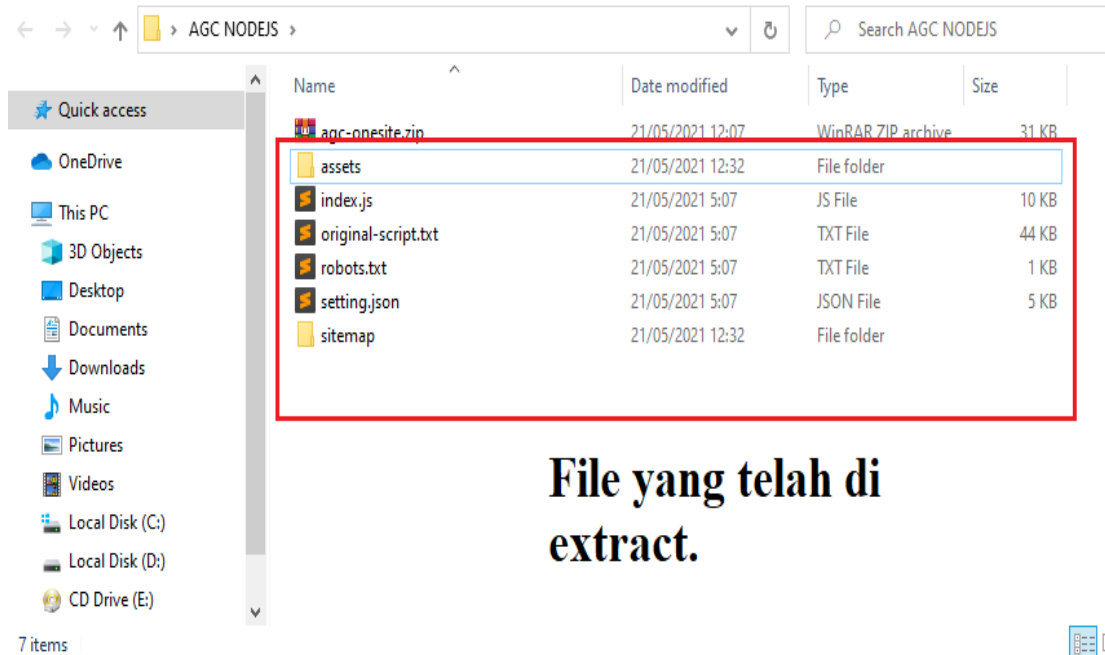 AGC NODEJS
Search AGC NODEJS
Name Date modified Type Size
Quick access
OneDrive
This PC
3D Objects
Desktop
Documents
Downloads
Music
Pictures
Videos
Local Disk (C:)
Local Disk (D:)
CD Drive (E:)
agc-onesite.zip 21/05/2021 12:07 WinRAR ZIP archive 31 KB
assets 21/05/2021 12:32 File folder
index.js 21/05/2021 5:07 JS File 10 KB
original-script.txt 21/05/2021 5:07 TXT File 44 KB
robots.txt 21/05/2021 5:07 TXT File 1 KB
setting.json 21/05/2021 5:07 JSON File 5 KB
sitemap 21/05/2021 12:32 File folder
File yang telah di
extract.
7 items